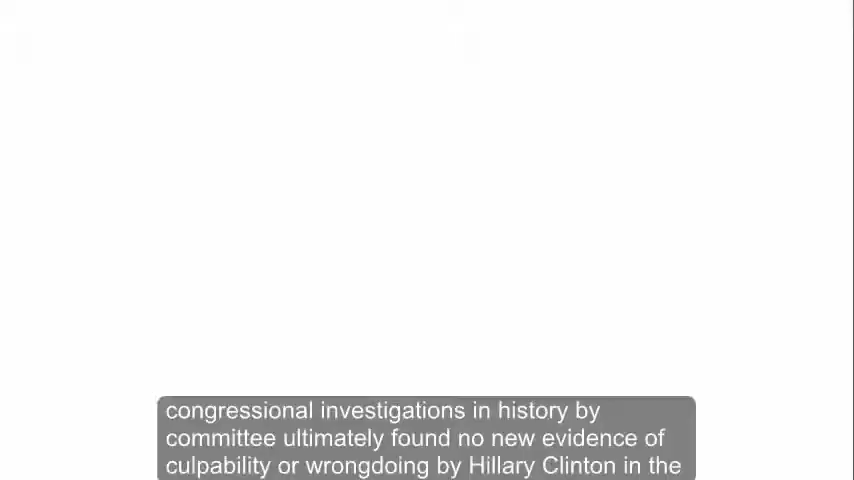 congressional investigations in history by
committee ultimately found no new evidence of
culpability or wrongdoing by Hillary Clinton in the